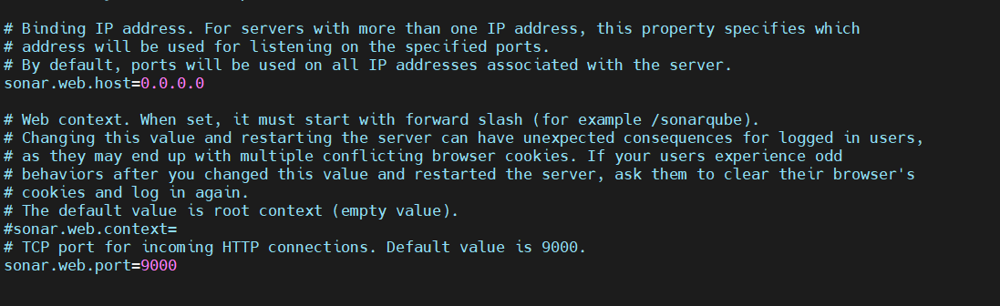 # Binding IP address. For servers with more than one IP address, this property specifies which
# address will be used for listening on the specified ports.
# By default, ports will be used on all IP addresses associated with the server.
sonar.web.host=0.0.0.0
# Web context. When set, it must start with forward slash (for example /sonarqube).
# Changing this value and restarting the server can have unexpected consequences for logged in users,
# as they may end up with multiple conflicting browser cookies. If your users experience odd
# behaviors after you changed this value and restarted the server, ask them to clear their browser's
# cookies and log in again.
# The default value is root context (empty value).
#sonar.web.context=
# TCP port for incoming HTTP connections. Default value is 9000.
sonar.web.port=9000